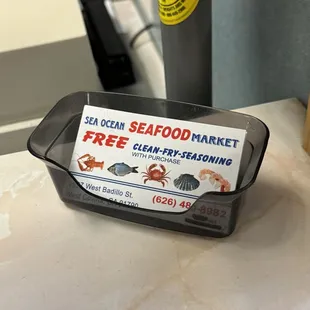 SEA OCEAN SEAFOOD MARKET
FREE CLEAN-FRY-SEASONING
WITH PURCHASE
West Badillo St.
(626)